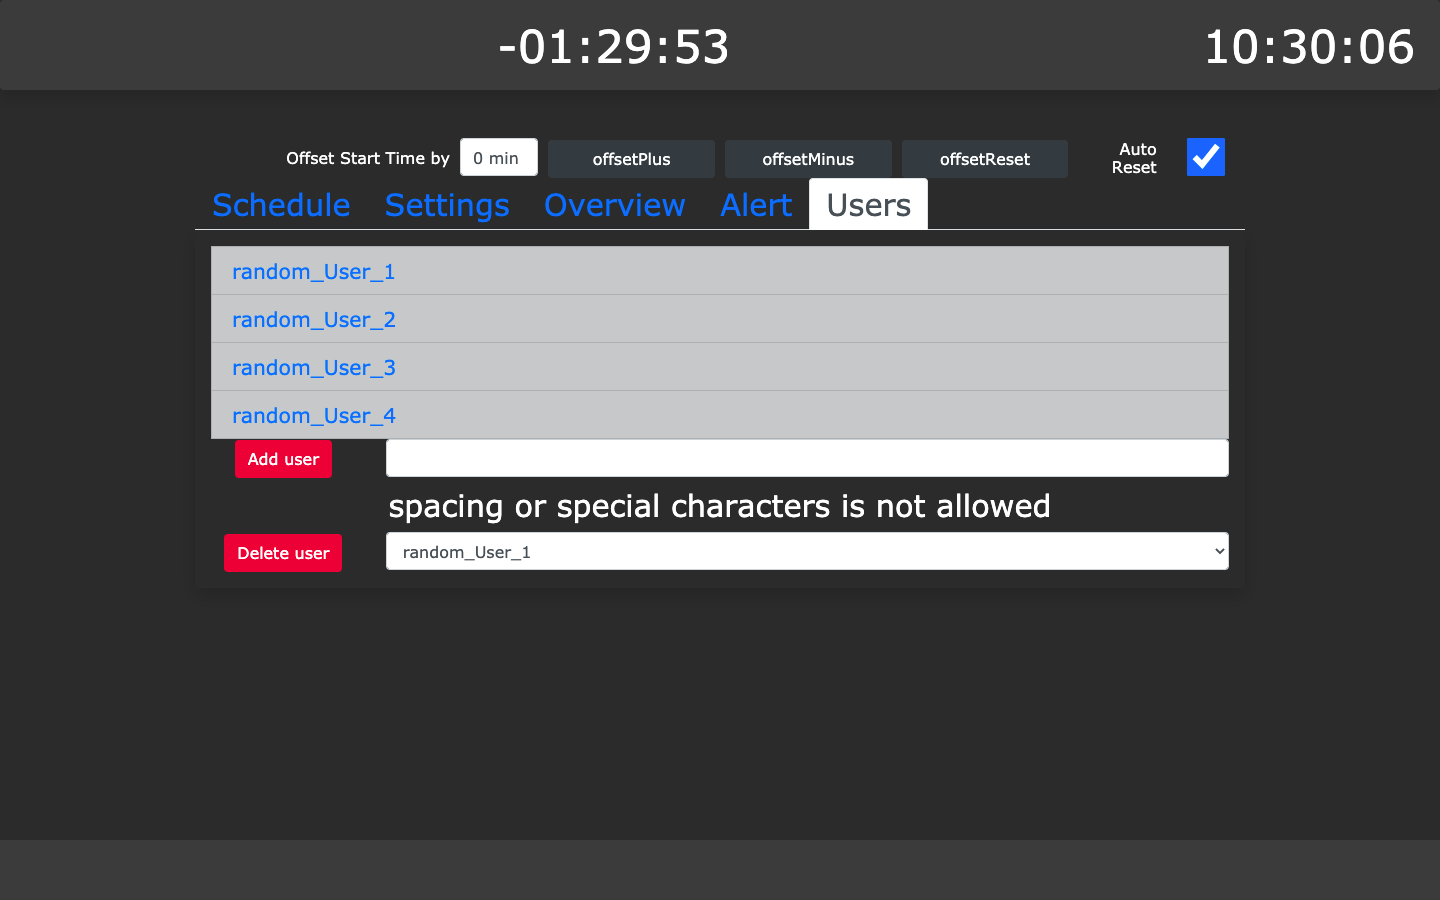 -01:29:53
10:30:06
Offset Start Time by
0 min
offsetPlus
offsetMinus
offsetReset
Auto
Reset
Schedule
Settings
Overview
Alert
Users
random_User_1
random_User_2
random_User_3
random_User_4
Add user
spacing or special characters is not allowed
Delete user
random_User_1